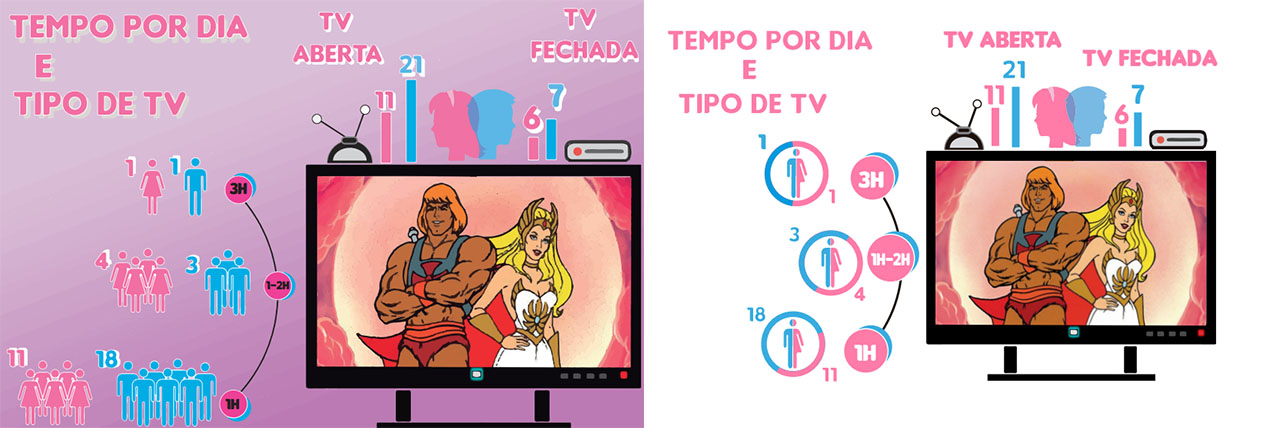 TEMPO POR DIA
E
TIPO DE TV
TV
ABERTA
TV
FECHADA
11
21
6
7
1
1
3H
4
3
1-2H
11
18
1H
TEMPO POR DIA
E
TIPO DE TV
TV ABERTA
TV FECHADA
11
21
6
7
1
1
3H
3
4
1H-2H
18
11
1H